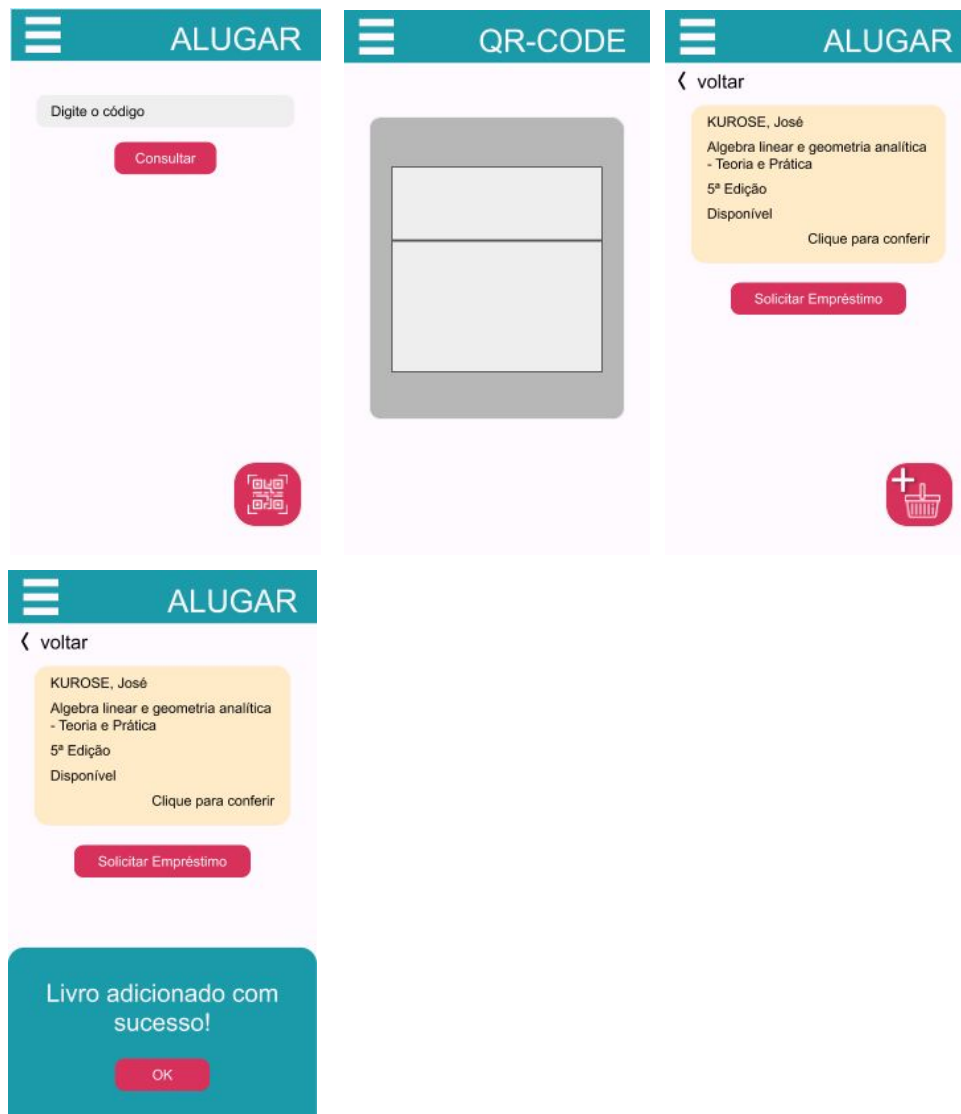 ALUGAR
Digite o código
Consultar
QR-CODE
ALUGAR
voltar
KUROSE, José
Algebra linear e geometria analítica
- Teoria e Prática
5ª Edição
Disponível
Clique para conferir
Solicitar Empréstimo
ALUGAR
voltar
KUROSE, José
Algebra linear e geometria analítica
- Teoria e Prática
5ª Edição
Disponível
Clique para conferir
Solicitar Empréstimo
Livro adicionado com
sucesso!
OK